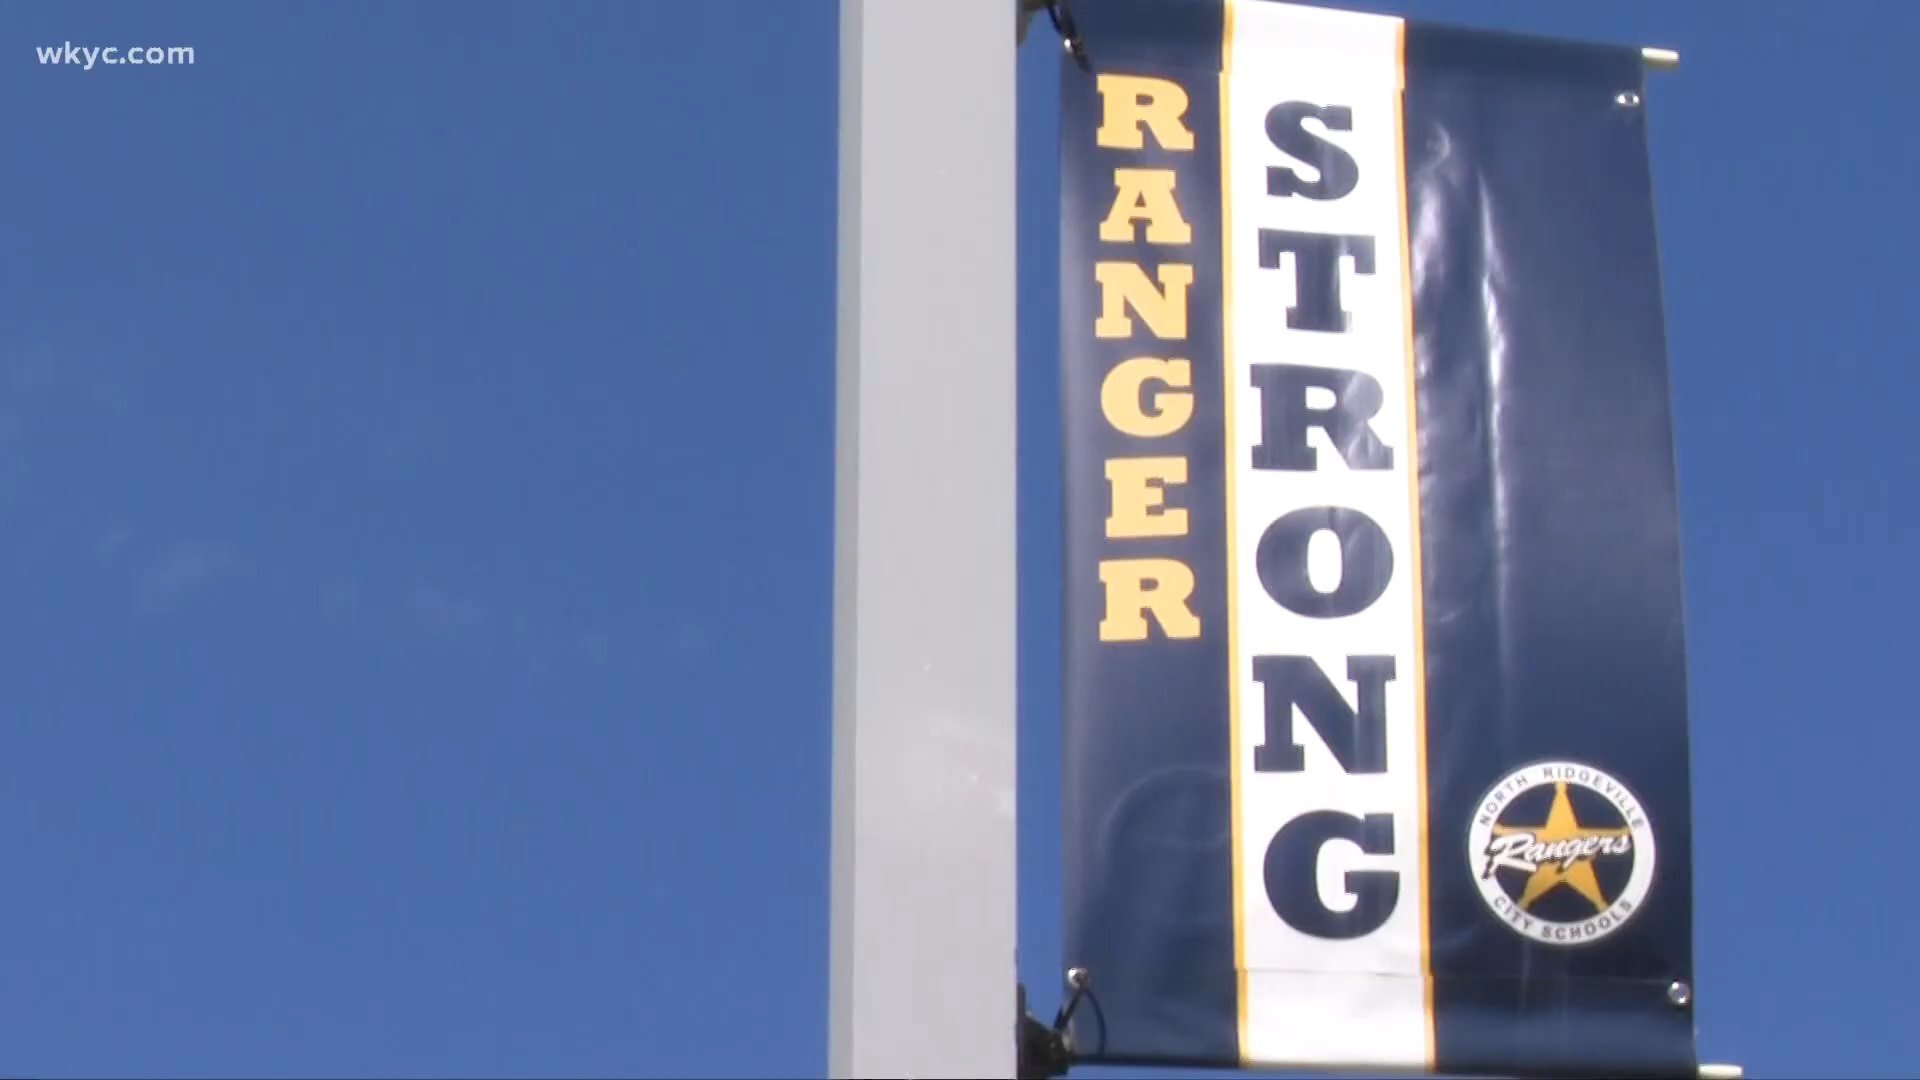 wkyc.com
RANGER
STRONG
NORTH RIDGEVILLE
Rangers
CITY SCHOOLS